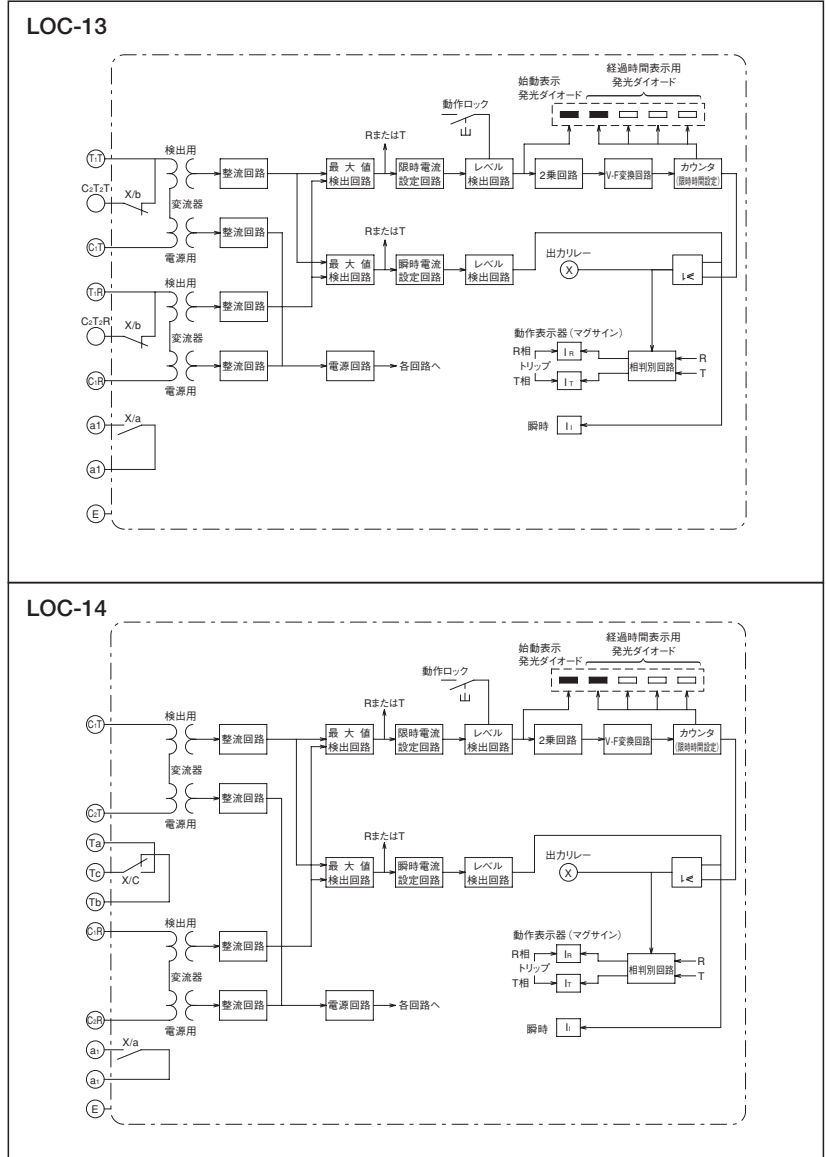 LOC-13
経過時間表示用
始動表示
発光ダイオード
発光ダイオード
動作ロック
RまたはT
検出用
T1T
整流回路
最大値
検出回路
限時電流
設定回路
レベル
検出回路
2乗回路
V-F変換回路
カウンタ
(限時時間設定)
C2T2T
X/b
変流器
C1T
整流回路
電源用
RまたはT
最大値
検出回路
瞬時電流
設定回路
レベル
検出回路
出力リレー
X
≥1
検出用
T1R
整流回路
C2T2R
X/b
変流器
動作表示器(マグサイン)
R相
IR
トリップ
T相
IT
相判別回路
R
T
C1R
整流回路
電源回路
各回路へ
電源用
a1
X/a
瞬時
II
a1
E
LOC-14
経過時間表示用
始動表示
発光ダイオード
発光ダイオード
動作ロック
RまたはT
検出用
C1T
整流回路
最大値
検出回路
限時電流
設定回路
レベル
検出回路
2乗回路
V-F変換回路
カウンタ
(限時時間設定)
変流器
C2T
整流回路
電源用
Ta
Tc
X/C
Tb
RまたはT
最大値
検出回路
瞬時電流
設定回路
レベル
検出回路
出力リレー
X
≥1
検出用
C1R
整流回路
変流器
動作表示器(マグサイン)
R相
IR
トリップ
T相
IT
相判別回路
R
T
C2R
整流回路
電源回路
各回路へ
電源用
a1
X/a
瞬時
II
a1
E